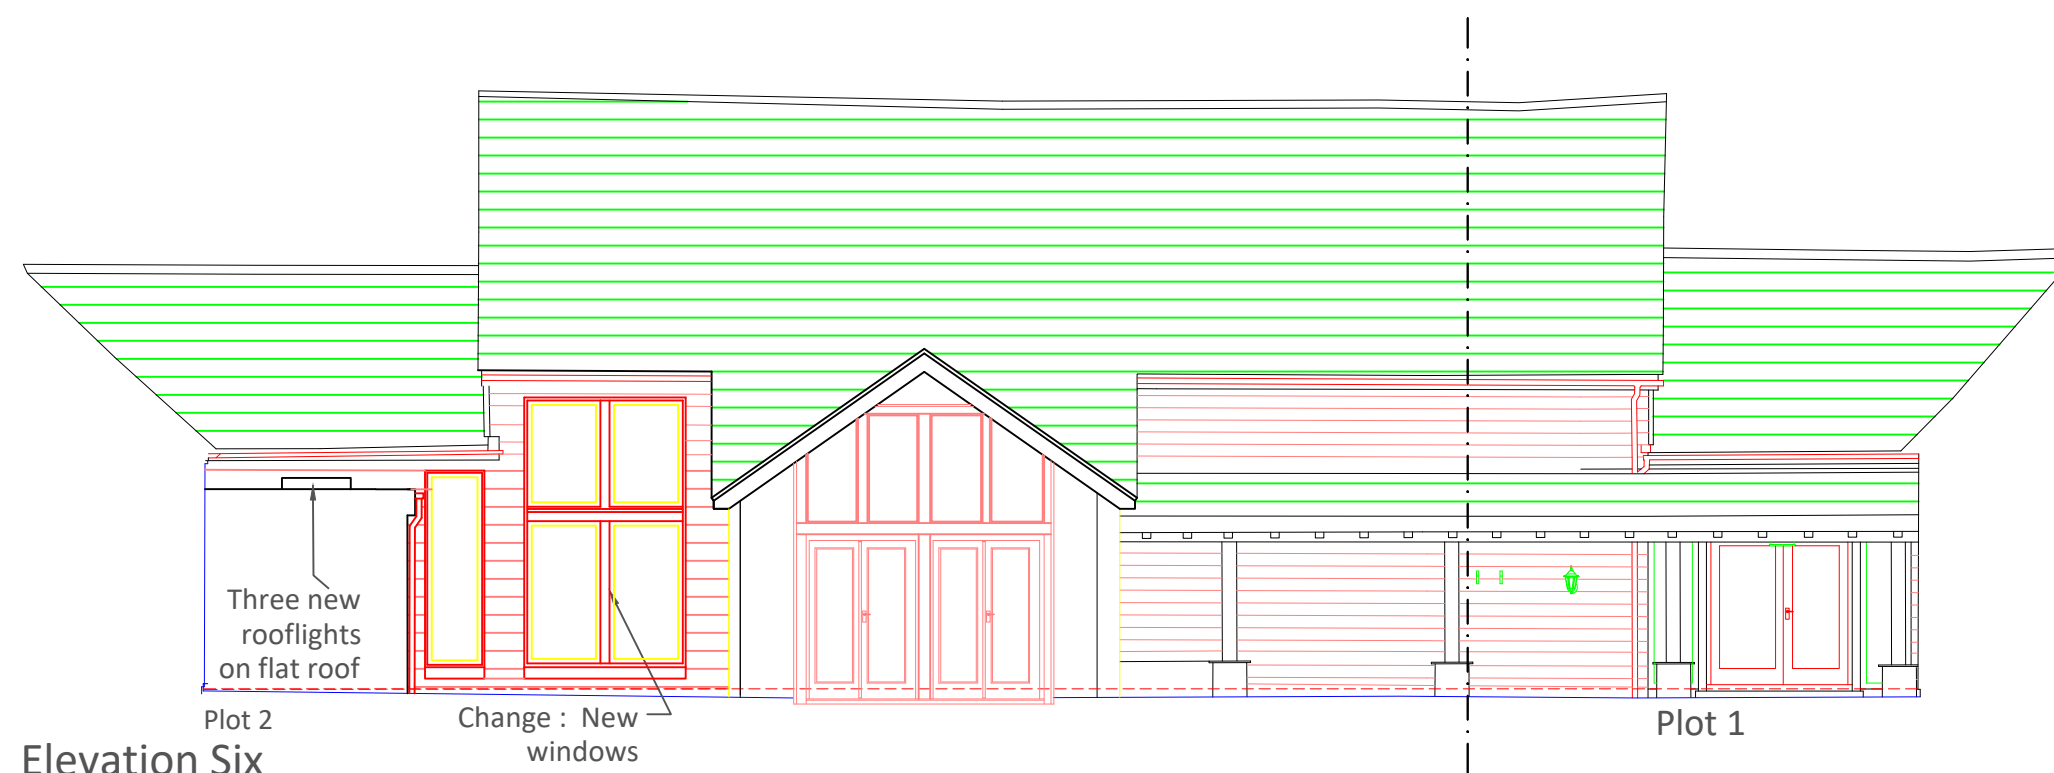 Three new
rooflights
on flat roof
Plot 2
Change : New
windows
Plot 1
Elevation Six